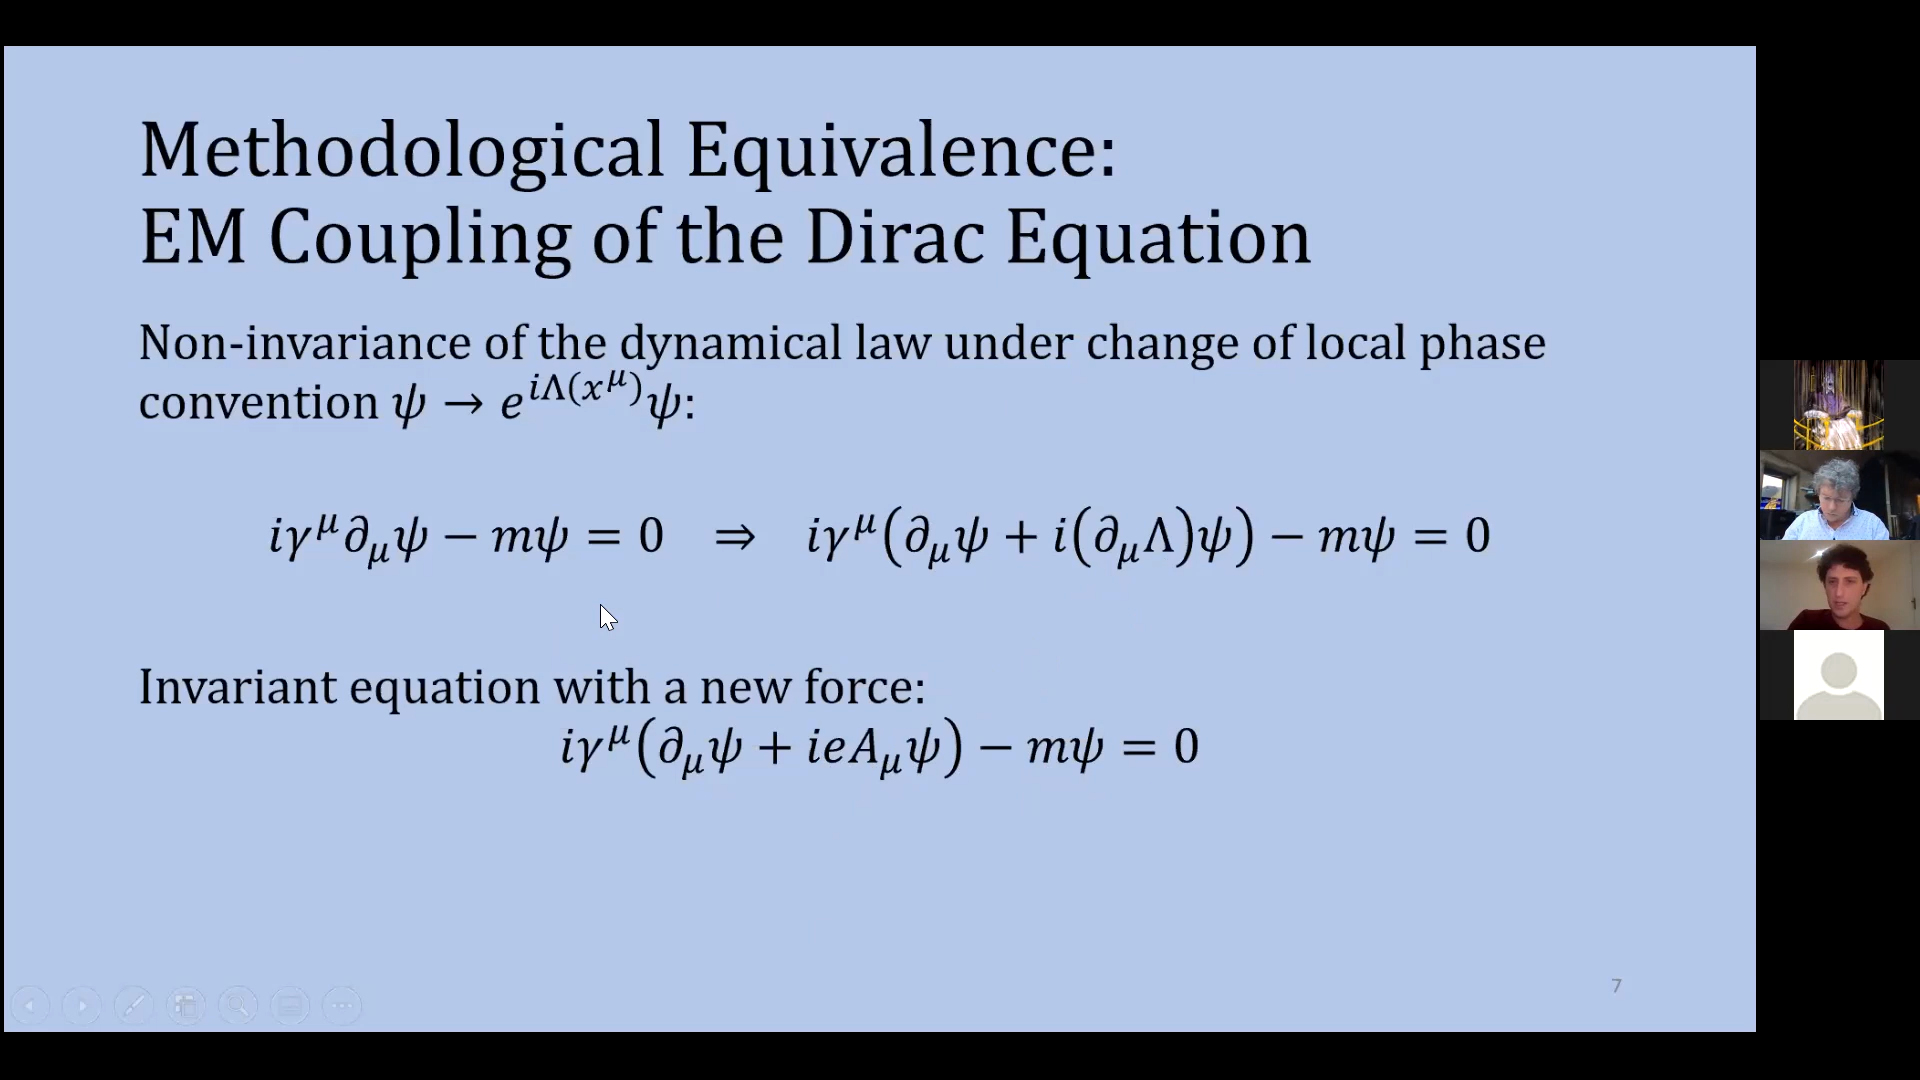 Methodological Equivalence:
EM Coupling of the Dirac Equation
Non-invariance of the dynamical law under change of local phase
convention ψ → e^{iΛ(x^μ)}ψ:
iγ^μ∂_μψ − mψ = 0 ⇒ iγ^μ(∂_μψ + i(∂_μΛ)ψ) − mψ = 0
Invariant equation with a new force:
iγ^μ(∂_μψ + ieA_μψ) − mψ = 0
7